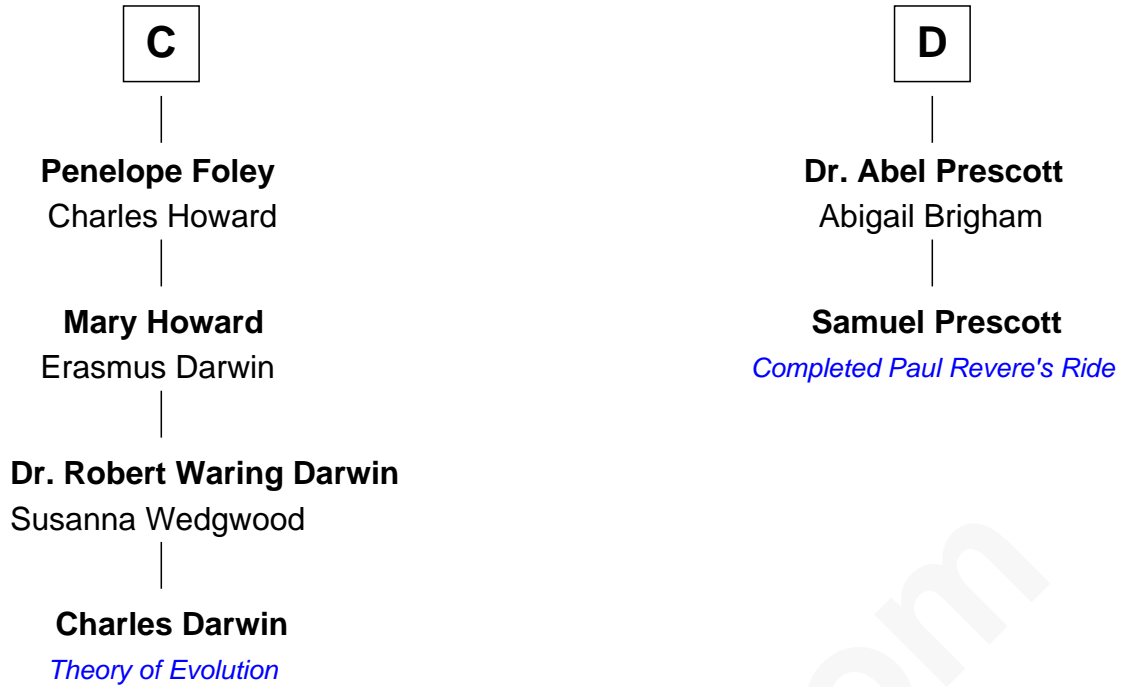 C
Penelope Foley
Charles Howard
Mary Howard
Erasmus Darwin
Dr. Robert Waring Darwin
Susanna Wedgwood
Charles Darwin
Theory of Evolution
D
Dr. Abel Prescott
Abigail Brigham
Samuel Prescott
Completed Paul Revere's Ride
om